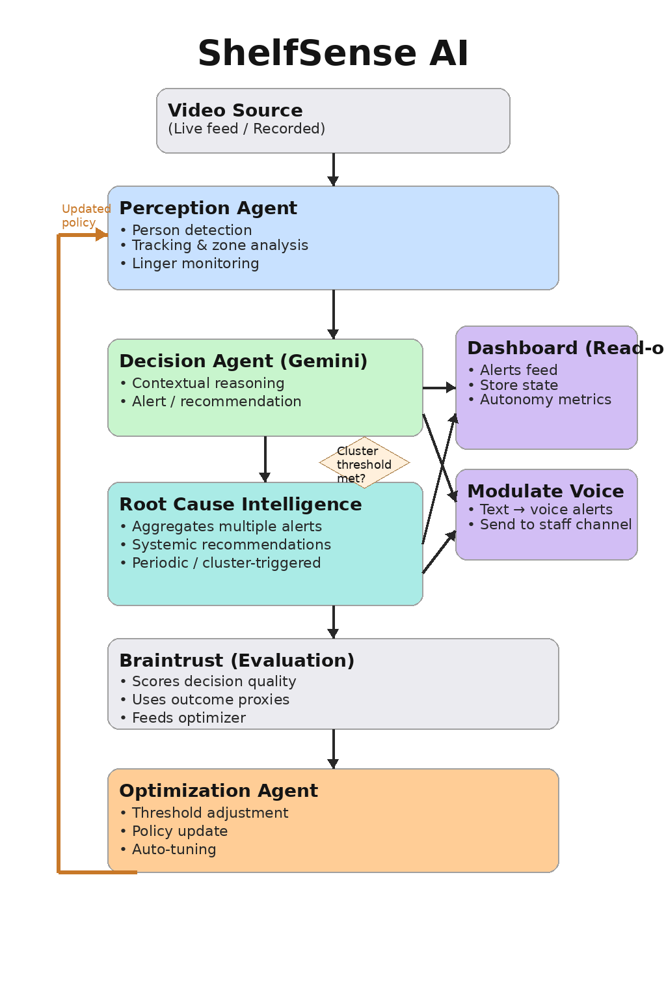 ShelfSense AI
Video Source
(Live feed / Recorded)
Updated
policy
Perception Agent
• Person detection
• Tracking & zone analysis
• Linger monitoring
Decision Agent (Gemini)
• Contextual reasoning
• Alert / recommendation
Dashboard (Read-o
• Alerts feed
• Store state
• Autonomy metrics
Cluster
threshold
met?
Root Cause Intelligence
• Aggregates multiple alerts
• Systemic recommendations
• Periodic / cluster-triggered
Modulate Voice
• Text → voice alerts
• Send to staff channel
Braintrust (Evaluation)
• Scores decision quality
• Uses outcome proxies
• Feeds optimizer
Optimization Agent
• Threshold adjustment
• Policy update
• Auto-tuning